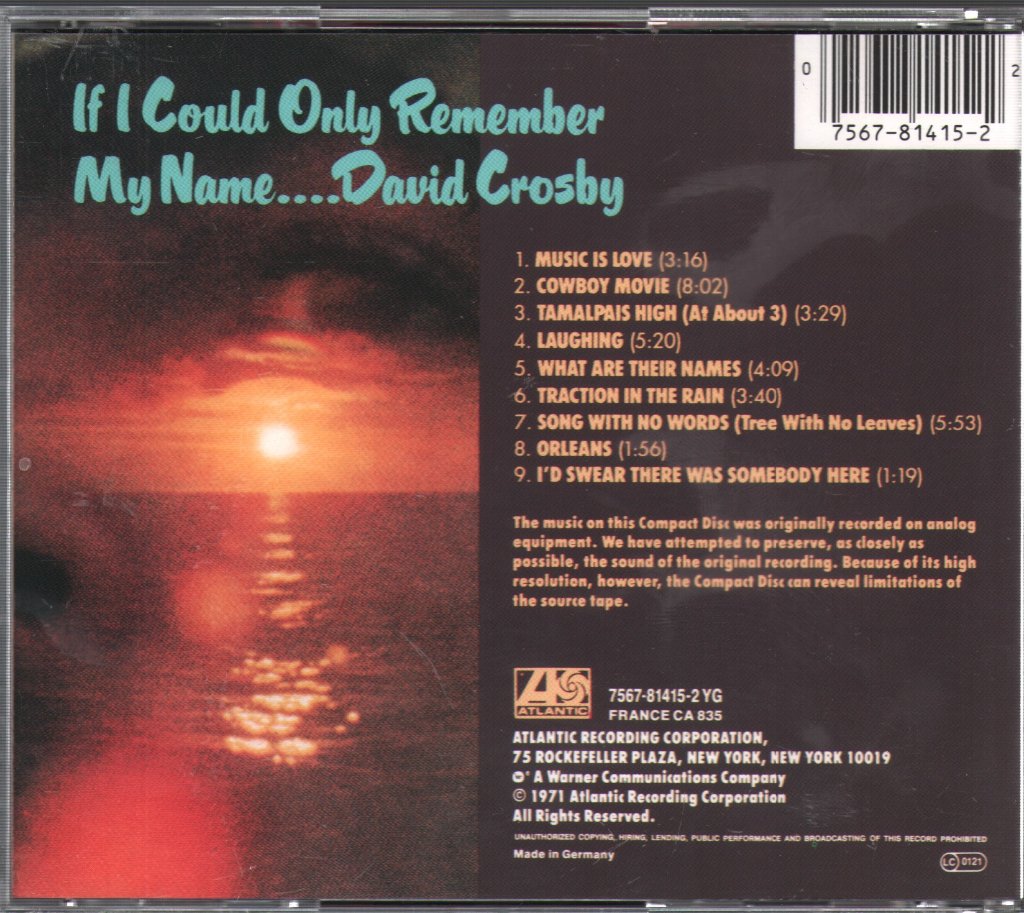 If I Could Only Remember
My Name....David Crosby
0
2
7567-81415-2
1. MUSIC IS LOVE (3:16)
2. COWBOY MOVIE (8:02)
3. TAMALPAIS HIGH (At About 3) (3:29)
4. LAUGHING (5:20)
5. WHAT ARE THEIR NAMES (4:09)
6. TRACTION IN THE RAIN (3:40)
7. SONG WITH NO WORDS (Tree With No Leaves) (5:53)
8. ORLEANS (1:56)
9. I'D SWEAR THERE WAS SOMEBODY HERE (1:19)
The music on this Compact Disc was originally recorded on analog
equipment. We have attempted to preserve, as closely as
possible, the sound of the original recording. Because of its high
resolution, however, the Compact Disc can reveal limitations of
the source tape.
ATLANTIC
7567-81415-2 YG
FRANCE CA 835
ATLANTIC RECORDING CORPORATION,
75 ROCKEFELLER PLAZA, NEW YORK, NEW YORK 10019
A Warner Communications Company
© 1971 Atlantic Recording Corporation
All Rights Reserved.
UNAUTHORIZED COPYING, HIRING, LENDING, PUBLIC PERFORMANCE AND BROADCASTING OF THIS RECORD PROHIBITED
Made in Germany
LC 0121